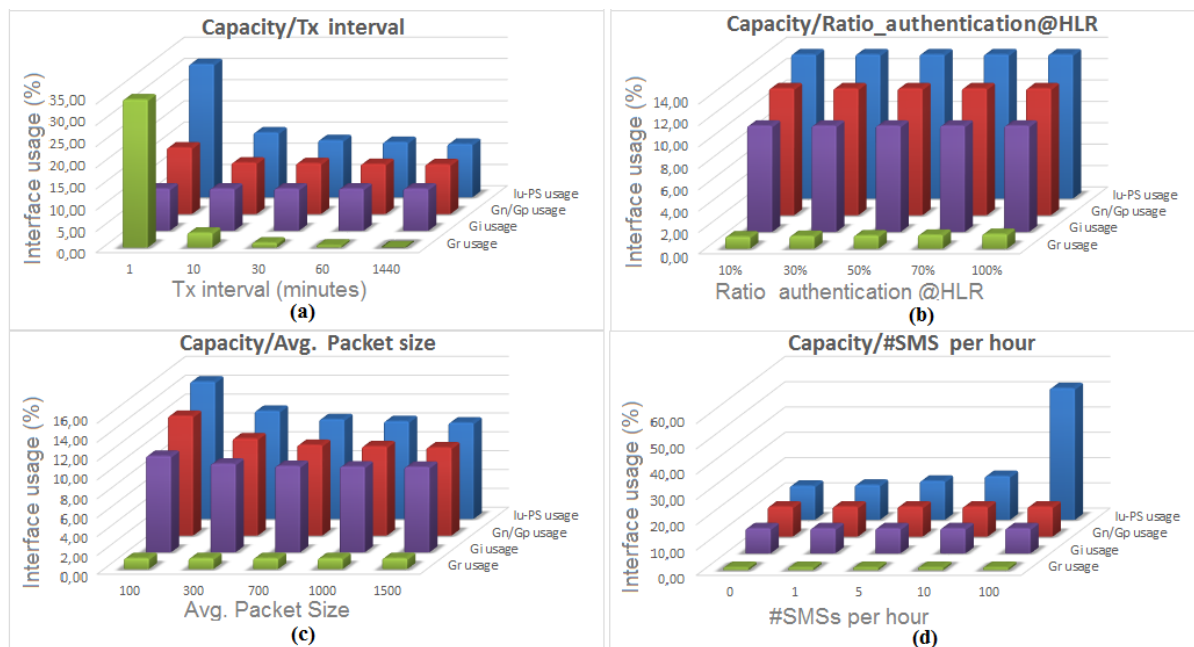 Capacity/Tx interval
Interface usage (%)
35,00
30,00
25,00
20,00
15,00
10,00
5,00
0,00
1 10 30 60 1440
Tx interval (minutes)
Iu-PS usage
Gn/Gp usage
Gi usage
Gr usage
(a)
Capacity/Ratio_authentication@HLR
Interface usage (%)
14,00
12,00
10,00
8,00
6,00
4,00
2,00
0,00
10% 30% 50% 70% 100%
Ratio authentication @HLR
Iu-PS usage
Gn/Gp usage
Gi usage
Gr usage
(b)
Capacity/Avg. Packet size
Interface usage (%)
16,00
14,00
12,00
10,00
8,00
6,00
4,00
2,00
0,00
100 300 700 1000 1500
Avg. Packet Size
Iu-PS usage
Gn/Gp usage
Gi usage
Gr usage
(c)
Capacity/#SMS per hour
Interface usage (%)
60,00
50,00
40,00
30,00
20,00
10,00
0,00
0 1 5 10 100
#SMSs per hour
Iu-PS usage
Gn/Gp usage
Gi usage
Gr usage
(d)